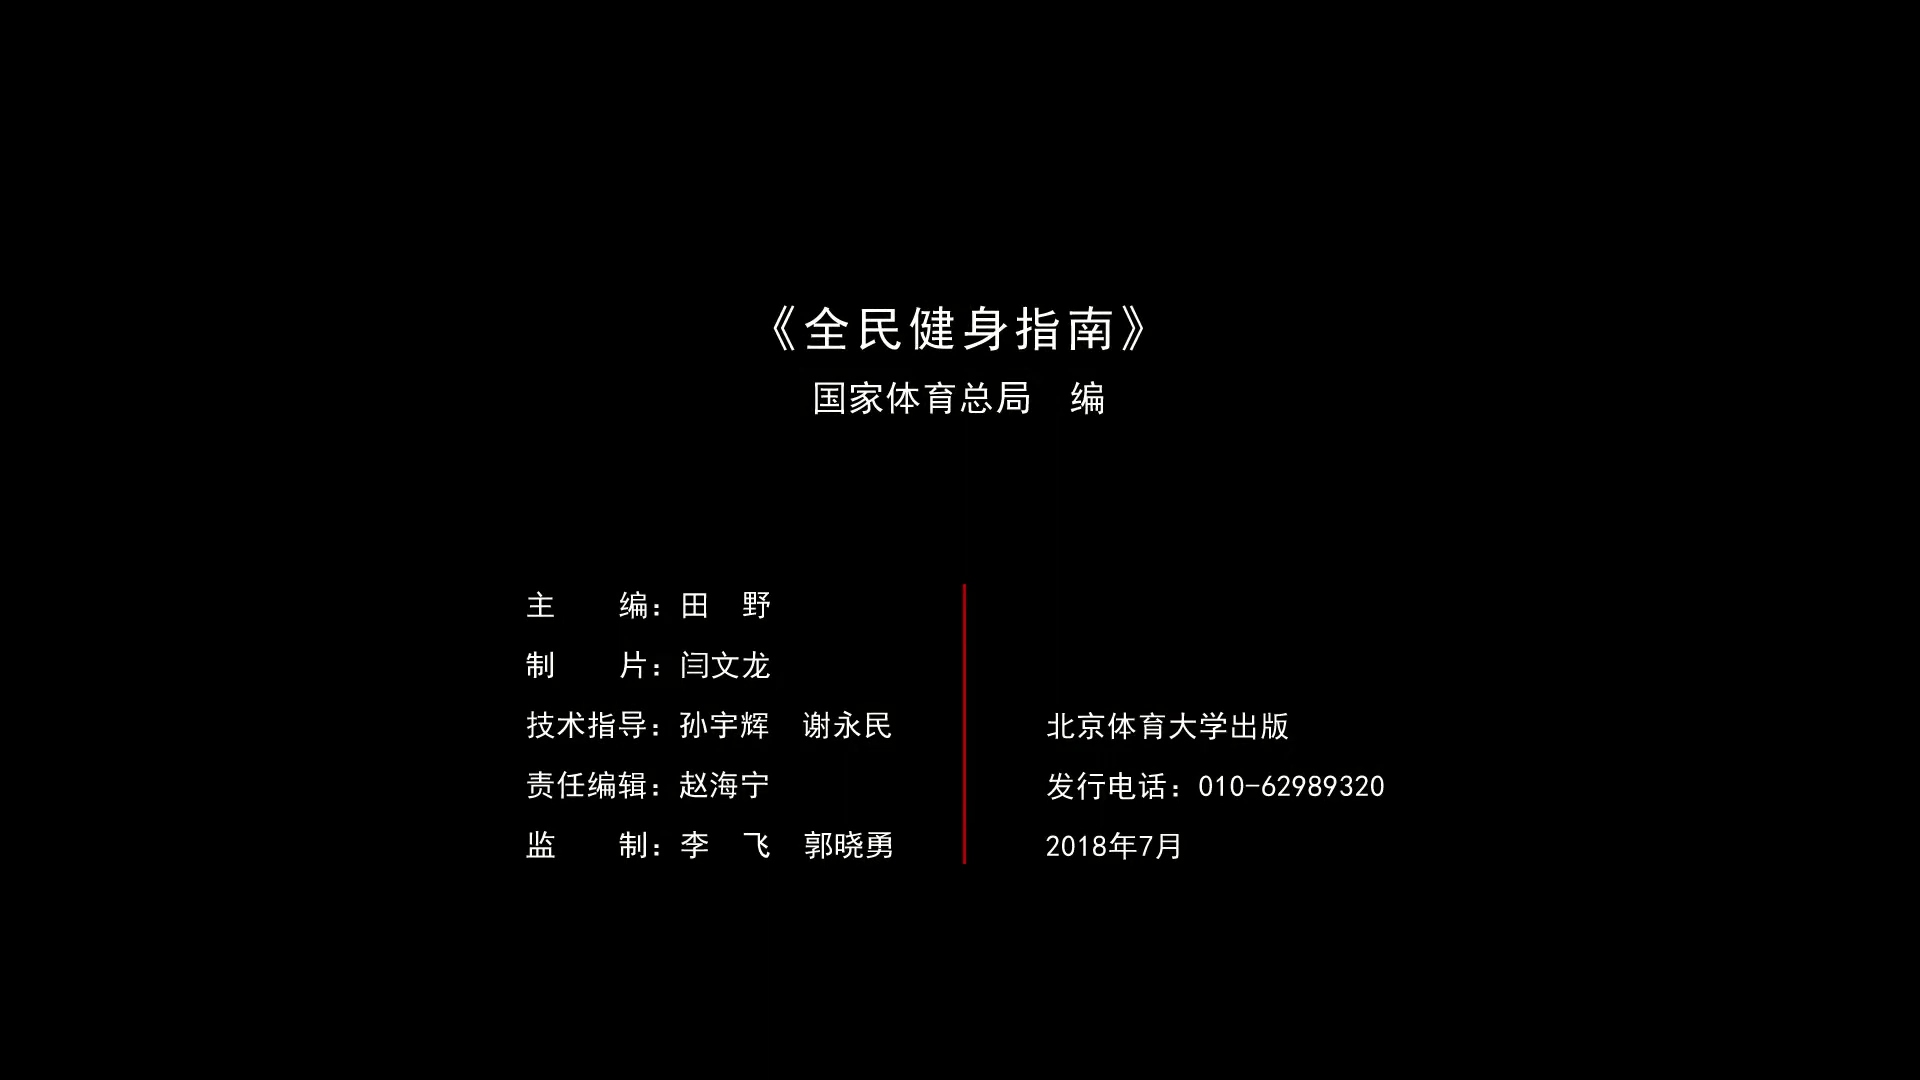 《全民健身指南》
国家体育总局　编
主　　编：田　野
制　　片：闫文龙
技术指导：孙宇辉　谢永民
责任编辑：赵海宁
监　　制：李　飞　郭晓勇
北京体育大学出版
发行电话：010-62989320
2018年7月